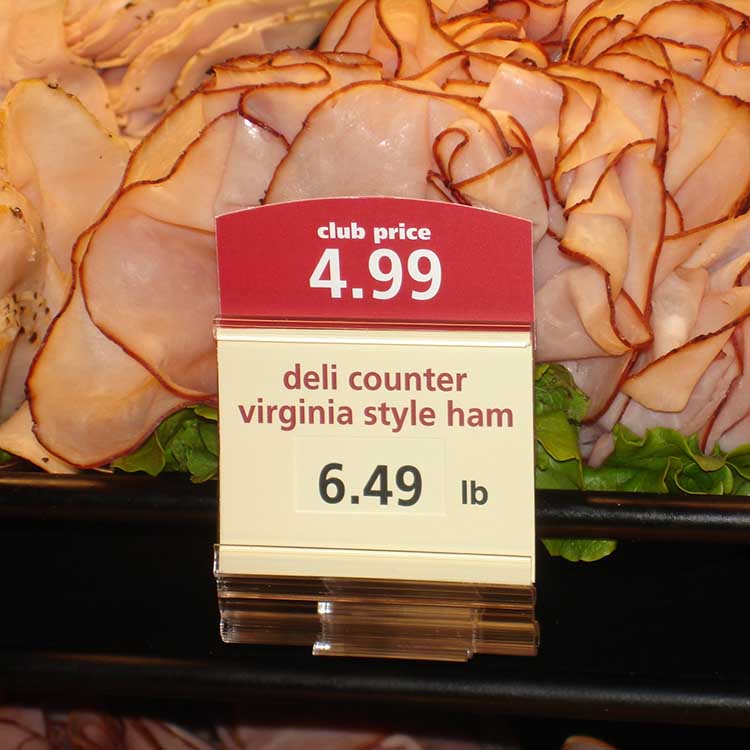 club price
4.99
deli counter
virginia style ham
6.49 lb